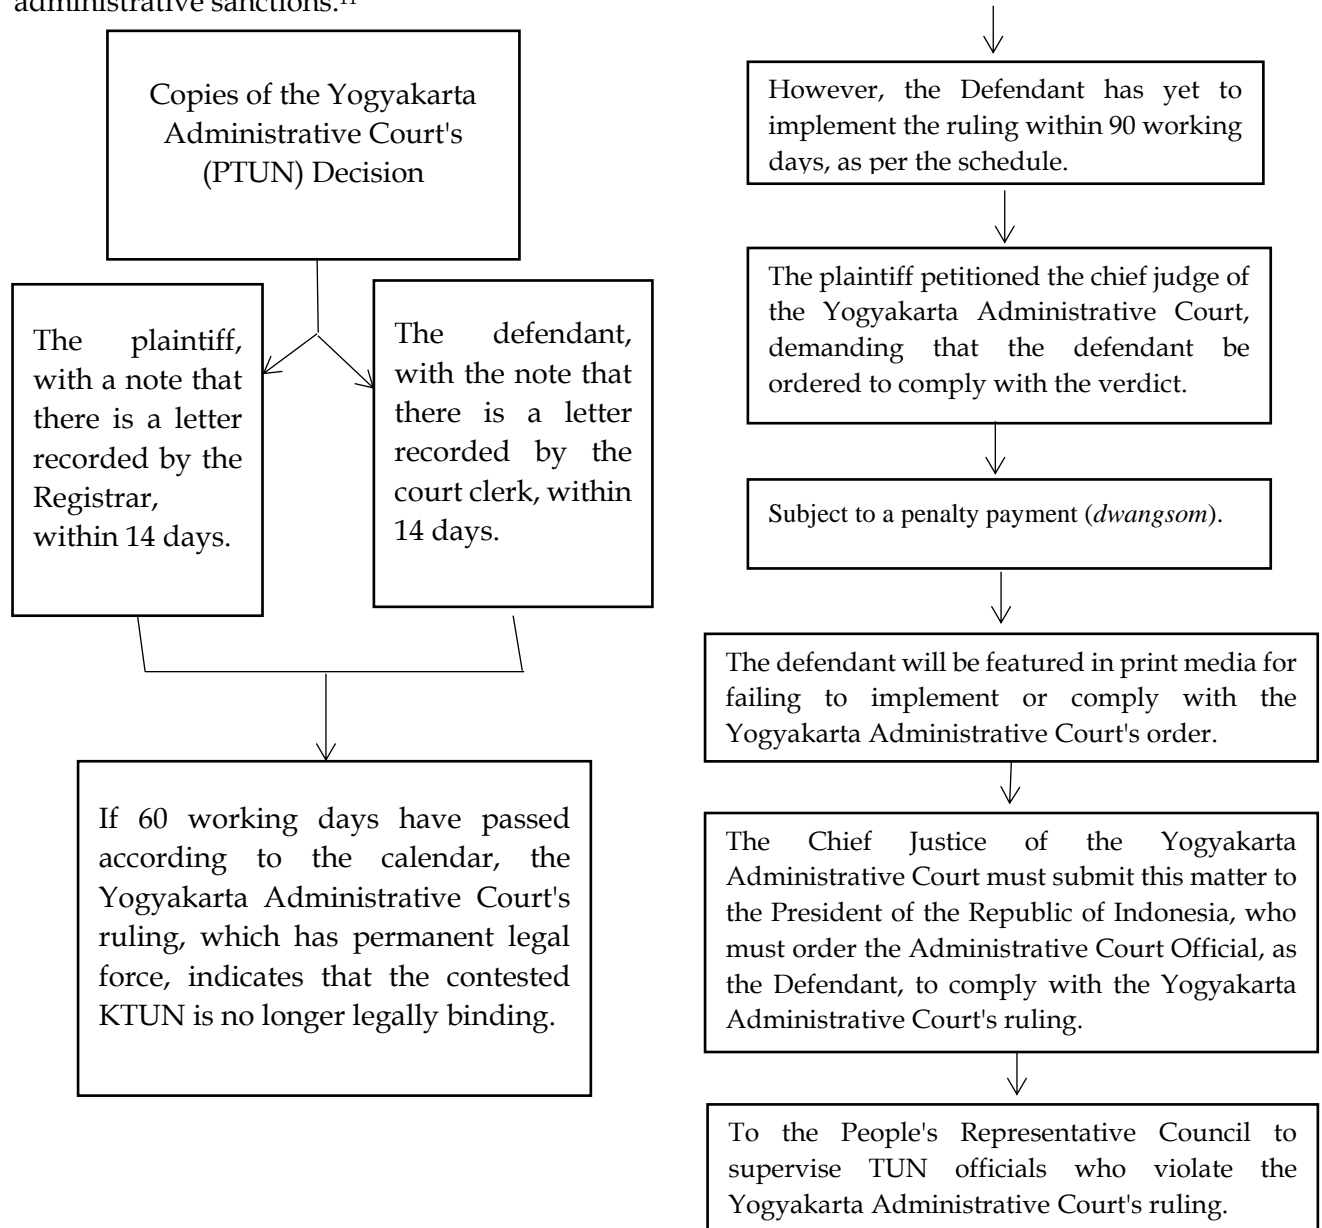 administrative sanctions.¹¹
Copies of the Yogyakarta
Administrative Court's
(PTUN) Decision
The plaintiff,
with a note that
there is a letter
recorded by the
Registrar,
within 14 days.
The defendant,
with the note that
there is a letter
recorded by the
court clerk, within
14 days.
If 60 working days have passed
according to the calendar, the
Yogyakarta Administrative Court's
ruling, which has permanent legal
force, indicates that the contested
KTUN is no longer legally binding.
However, the Defendant has yet to
implement the ruling within 90 working
days, as per the schedule.
The plaintiff petitioned the chief judge of
the Yogyakarta Administrative Court,
demanding that the defendant be
ordered to comply with the verdict.
Subject to a penalty payment (dwangsom).
The defendant will be featured in print media for
failing to implement or comply with the
Yogyakarta Administrative Court's order.
The Chief Justice of the Yogyakarta
Administrative Court must submit this matter to
the President of the Republic of Indonesia, who
must order the Administrative Court Official, as
the Defendant, to comply with the Yogyakarta
Administrative Court's ruling.
To the People's Representative Council to
supervise TUN officials who violate the
Yogyakarta Administrative Court's ruling.